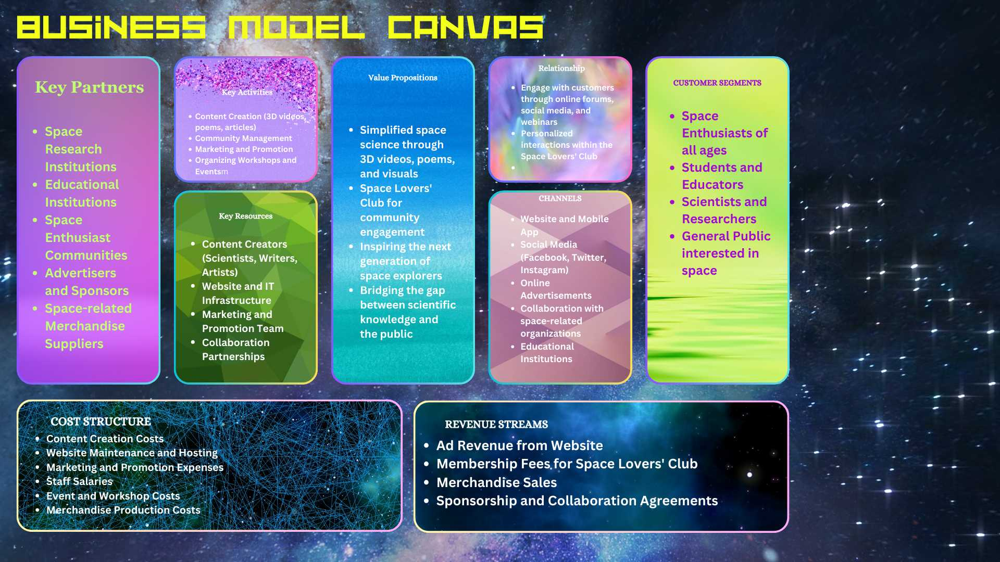 BUSiNESS MODEL CANVAS
Key Partners
• Space
Research
Institutions
• Educational
Institutions
• Space
Enthusiast
Communities
• Advertisers
and Sponsors
• Space-related
Merchandise
Suppliers
Key Activities
• Content Creation (3D videos,
poems, articles)
• Community Management
• Marketing and Promotion
• Organizing Workshops and
Eventsm
Key Resources
• Content Creators
(Scientists, Writers,
Artists)
• Website and IT
Infrastructure
• Marketing and
Promotion Team
• Collaboration
Partnerships
Value Propositions
• Simplified space
science through
3D videos, poems,
and visuals
• Space Lovers'
Club for
community
engagement
• Inspiring the next
generation of
space explorers
• Bridging the gap
between scientific
knowledge and
the public
Relationship
• Engage with customers
through online forums,
social media, and
webinars
• Personalized
interactions within the
Space Lovers' Club
•
CHANNELS
• Website and Mobile
App
• Social Media
(Facebook, Twitter,
Instagram)
• Online
Advertisements
• Collaboration with
space-related
organizations
• Educational
Institutions
CUSTOMER SEGMENTS
• Space
Enthusiasts of
all ages
• Students and
Educators
• Scientists and
Researchers
• General Public
interested in
space
COST STRUCTURE
• Content Creation Costs
• Website Maintenance and Hosting
• Marketing and Promotion Expenses
• Staff Salaries
• Event and Workshop Costs
• Merchandise Production Costs
REVENUE STREAMS
• Ad Revenue from Website
• Membership Fees for Space Lovers' Club
• Merchandise Sales
• Sponsorship and Collaboration Agreements